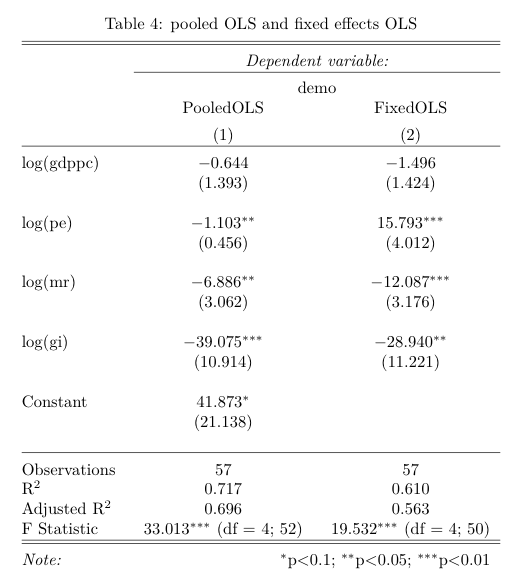 Table 4: pooled OLS and fixed effects OLS
Dependent variable:
demo
PooledOLS FixedOLS
(1) (2)
log(gdppc) −0.644 −1.496
(1.393) (1.424)
log(pe) −1.103** 15.793***
(0.456) (4.012)
log(mr) −6.886** −12.087***
(3.062) (3.176)
log(gi) −39.075*** −28.940**
(10.914) (11.221)
Constant 41.873*
(21.138)
Observations 57 57
R² 0.717 0.610
Adjusted R² 0.696 0.563
F Statistic 33.013*** (df = 4; 52) 19.532*** (df = 4; 50)
Note: *p<0.1; **p<0.05; ***p<0.01